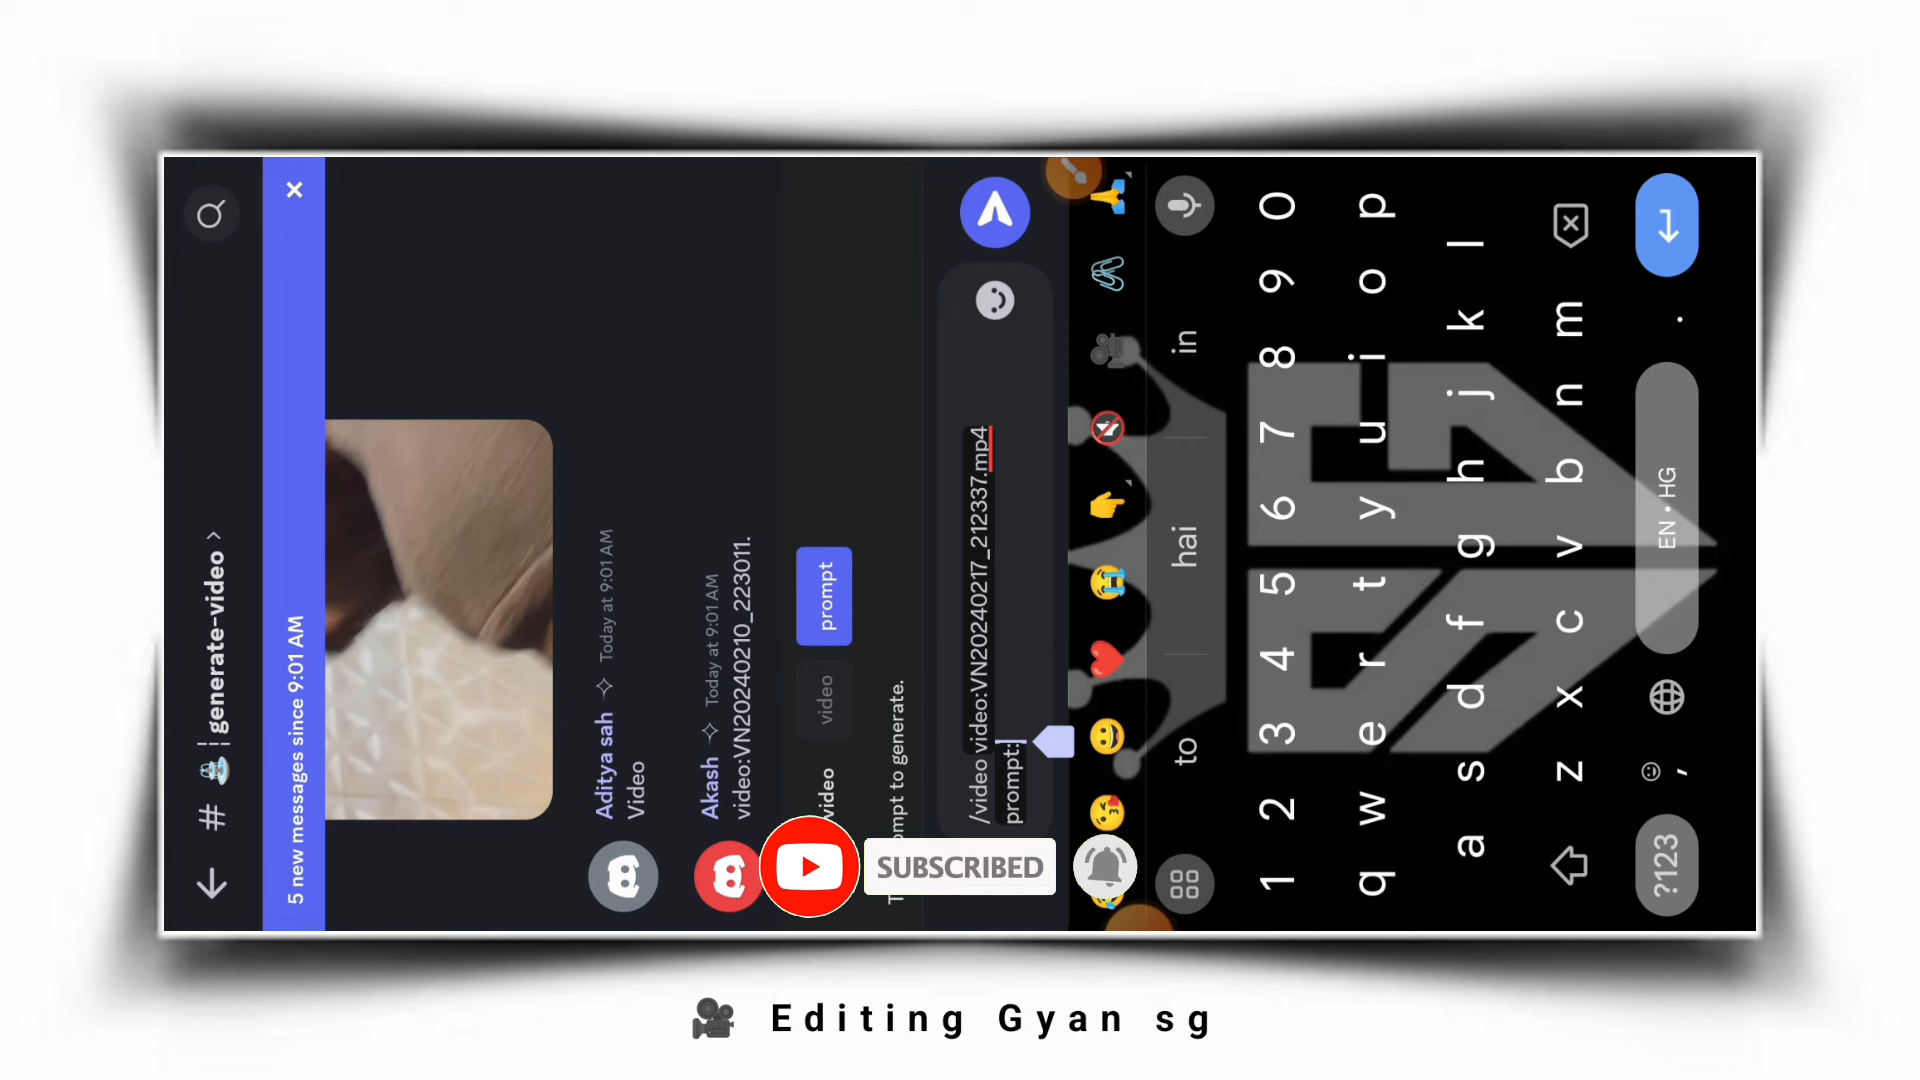 generate-video
5 new messages since 9:01 AM
Aditya sah Today at 9:01 AM
Video
Akash Today at 9:01 AM
video:VN20240210_223011.
video video prompt
ompt to generate.
/video video:VN20240217_212337.mp4
prompt:
to hai in
1 2 3 4 5 6 7 8 9 0
q w e r t y u i o p
a s d f g h j k l
z x c v b n m
?123 , EN • HG .
SUBSCRIBED
Editing Gyan sg